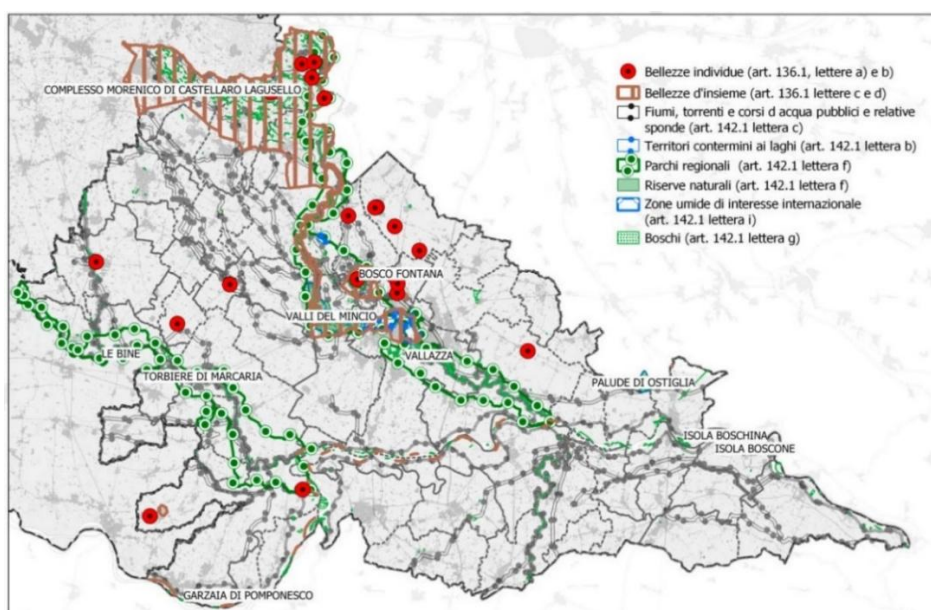 Bellezze individue (art. 136.1, lettere a) e b)
Bellezze d'insieme (art. 136.1 lettere c e d)
Fiumi, torrenti e corsi d acqua pubblici e relative
sponde (art. 142.1 lettera c)
Territori contermini ai laghi (art. 142.1 lettera b)
Parchi regionali (art. 142.1 lettera f)
Riserve naturali (art. 142.1 lettera f)
Zone umide di interesse internazionale
(art. 142.1 lettera i)
Boschi (art. 142.1 lettera g)
COMPLESSO MORENICO DI CASTELLARO LAGUSELLO
BOSCO FONTANA
VALLI DEL MINCIO
LE BINE
VALLAZZA
TORBIERE DI MARCARIA
PALUDE DI OSTIGLIA
ISOLA BOSCHINA
ISOLA BOSCONE
GARZAIA DI POMPONESCO